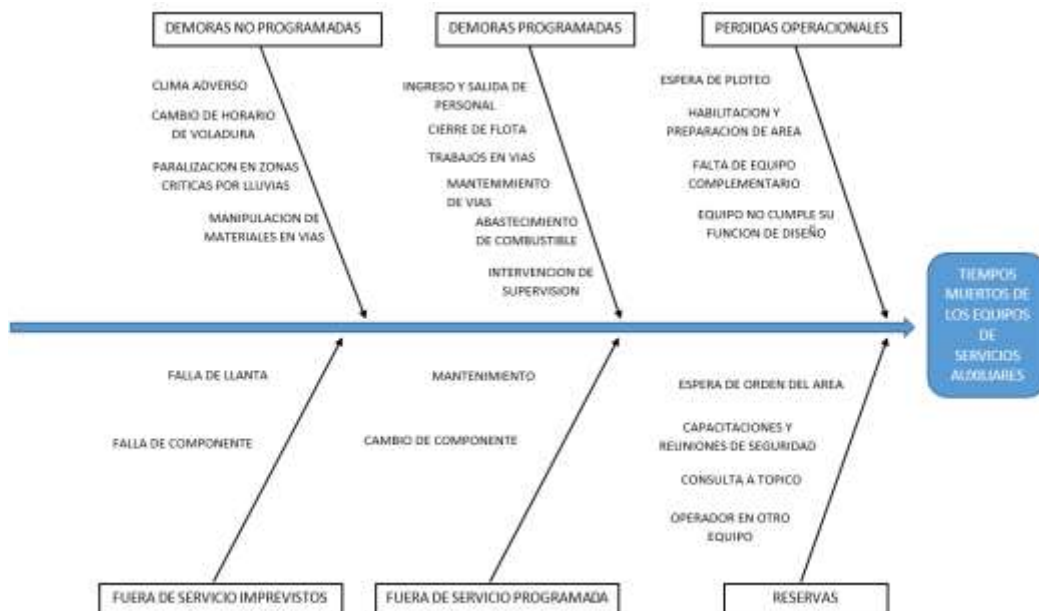 DEMORAS NO PROGRAMADAS
CLIMA ADVERSO
CAMBIO DE HORARIO
DE VOLADURA
PARALIZACION EN ZONAS
CRITICAS POR LLUVIAS
MANIPULACION DE
MATERIALES EN VIAS
DEMORAS PROGRAMADAS
INGRESO Y SALIDA DE
PERSONAL
CIERRE DE FLOTA
TRABAJOS EN VIAS
MANTENIMIENTO
DE VIAS
ABASTECIMIENTO
DE COMBUSTIBLE
INTERVENCION DE
SUPERVISION
PERDIDAS OPERACIONALES
ESPERA DE PLOTEO
HABILITACION Y
PREPARACION DE AREA
FALTA DE EQUIPO
COMPLEMENTARIO
EQUIPO NO CUMPLE SU
FUNCION DE DISEÑO
TIEMPOS
MUERTOS DE
LOS EQUIPOS
DE
SERVICIOS
AUXILIARES
FALLA DE LLANTA
FALLA DE COMPONENTE
FUERA DE SERVICIO IMPREVISTOS
MANTENIMIENTO
CAMBIO DE COMPONENTE
FUERA DE SERVICIO PROGRAMADA
ESPERA DE ORDEN DEL AREA
CAPACITACIONES Y
REUNIONES DE SEGURIDAD
CONSULTA A TOPICO
OPERADOR EN OTRO
EQUIPO
RESERVAS